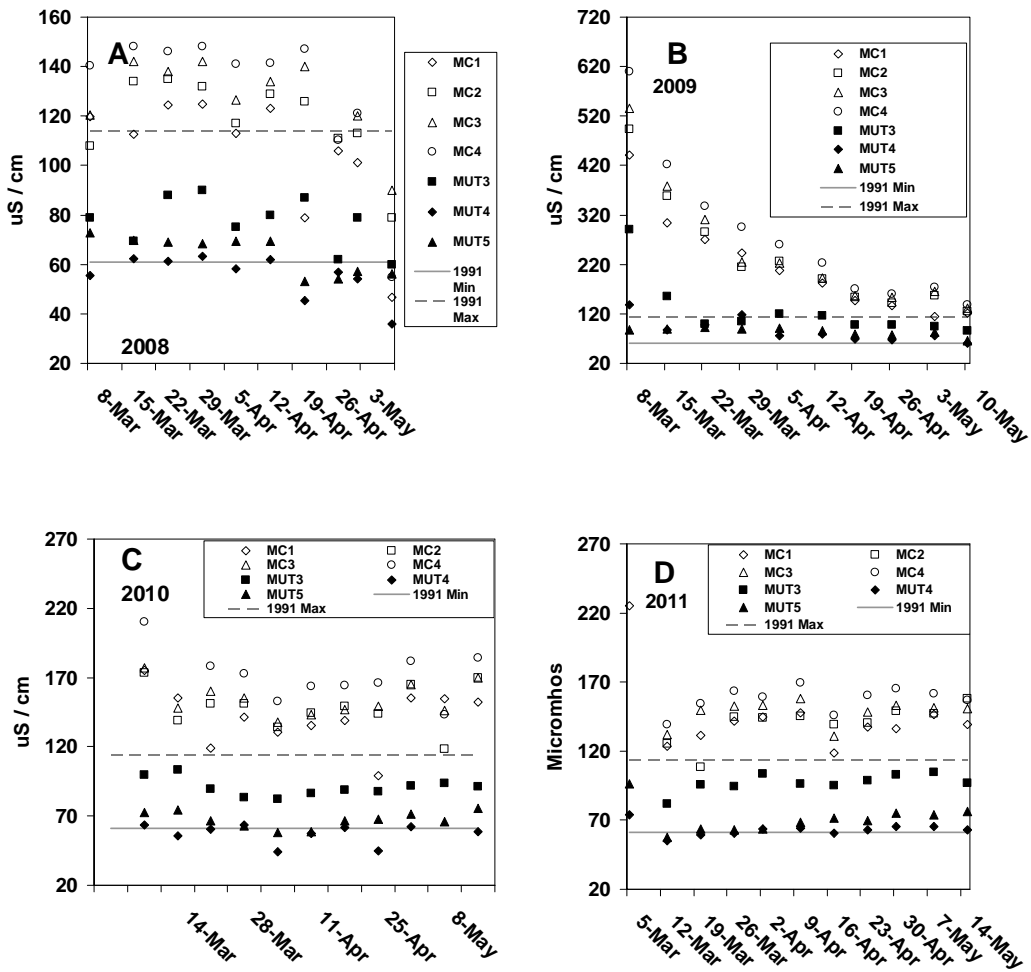 160
140
120
100
80
60
40
20
uS / cm
A
2008
8-Mar
15-Mar
22-Mar
29-Mar
5-Apr
12-Apr
19-Apr
26-Apr
3-May
MC1
MC2
MC3
MC4
MUT3
MUT4
MUT5
1991
Min
1991
Max
720
620
520
420
320
220
120
20
uS / cm
B
2009
MC1
MC2
MC3
MC4
MUT3
MUT4
MUT5
1991 Min
1991 Max
8-Mar
15-Mar
22-Mar
29-Mar
5-Apr
12-Apr
19-Apr
26-Apr
3-May
10-May
270
220
170
120
70
20
uS / cm
C
2010
MC1
MC2
MC3
MC4
MUT3
MUT4
MUT5
1991 Min
1991 Max
14-Mar
28-Mar
11-Apr
25-Apr
8-May
270
220
170
120
70
20
Micromhos
D
2011
MC1
MC2
MC3
MC4
MUT3
MUT4
MUT5
1991 Min
1991 Max
5-Mar
12-Mar
19-Mar
26-Mar
2-Apr
9-Apr
16-Apr
23-Apr
30-Apr
7-May
14-May